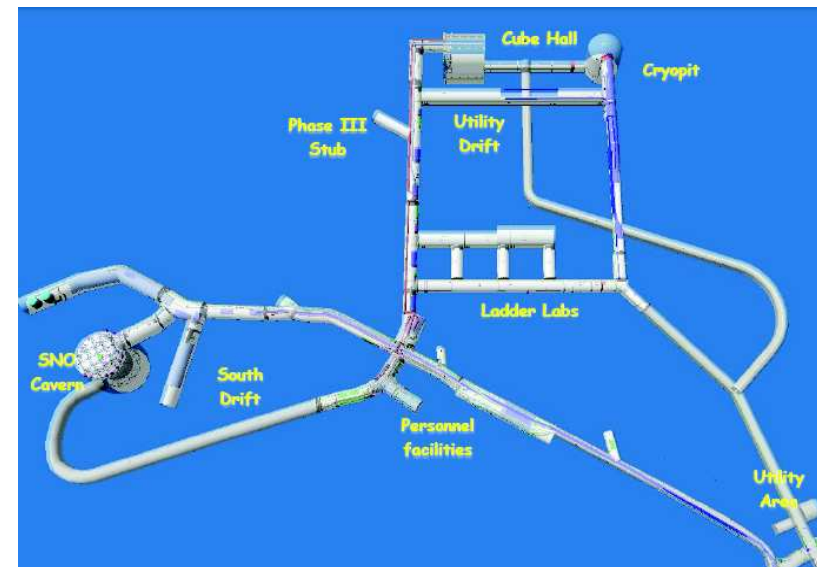 Cube Hall
Cryopit
Phase III
Stub
Utility
Drift
Ladder Labs
SNO
Cavern
South
Drift
Personnel
facilities
Utility
Area